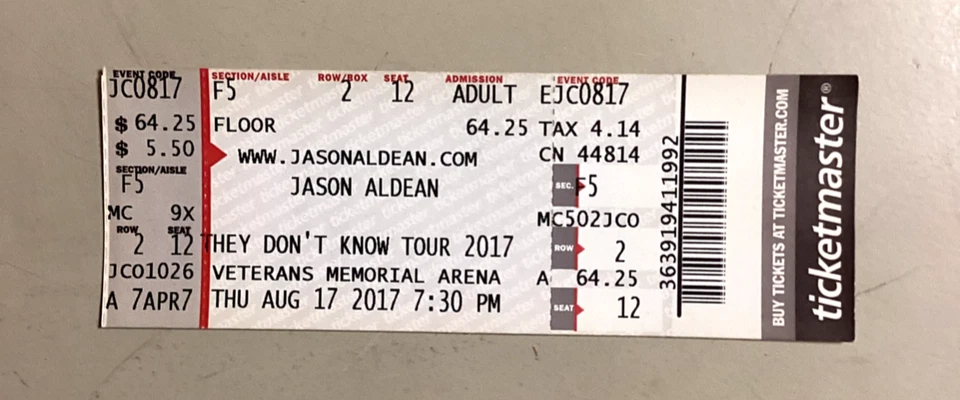 EVENT CODE
JC0817
$ 64.25
$ 5.50
SECTION/AISLE
F5
MC 9X
ROW SEAT
2 12
JCO1026
A 7APR7
SECTION/AISLE ROW/BOX SEAT ADMISSION EVENT CODE
F5 2 12 ADULT EJC0817
FLOOR 64.25 TAX 4.14
WWW.JASONALDEAN.COM CN 44814
JASON ALDEAN SEC. F5
MC502JCO
THEY DON'T KNOW TOUR 2017 ROW 2
VETERANS MEMORIAL ARENA A 64.25
THU AUG 17 2017 7:30 PM SEAT 12
363919411992
BUY TICKETS AT TICKETMASTER.COM
ticketmaster®